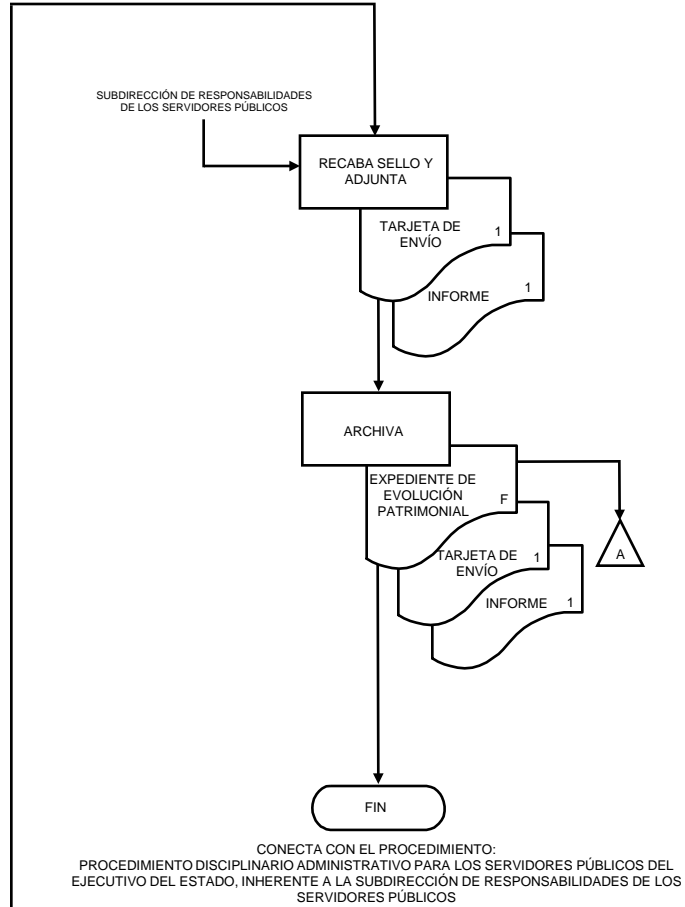 SUBDIRECCIÓN DE RESPONSABILIDADES
DE LOS SERVIDORES PÚBLICOS
RECABA SELLO Y
ADJUNTA
TARJETA DE
ENVÍO
1
INFORME
1
ARCHIVA
EXPEDIENTE DE
EVOLUCIÓN
PATRIMONIAL
F
TARJETA DE
ENVÍO
1
A
INFORME
1
FIN
CONECTA CON EL PROCEDIMIENTO:
PROCEDIMIENTO DISCIPLINARIO ADMINISTRATIVO PARA LOS SERVIDORES PÚBLICOS DEL
EJECUTIVO DEL ESTADO, INHERENTE A LA SUBDIRECCIÓN DE RESPONSABILIDADES DE LOS
SERVIDORES PÚBLICOS